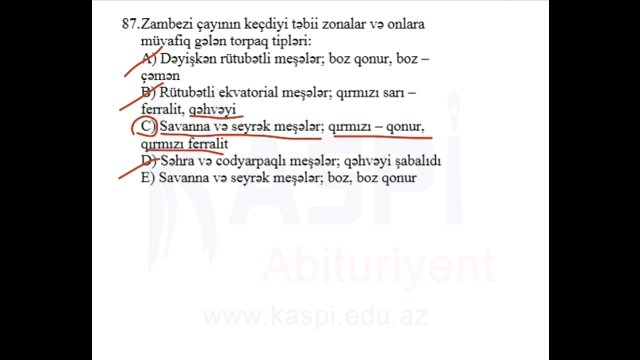 87.Zambezi çayının keçdiyi təbii zonalar və onlara
müvafiq gələn torpaq tipləri:
A) Dəyişkən rütubətli meşələr; boz qonur, boz –
çəmən
B) Rütubətli ekvatorial meşələr; qırmızı sarı –
ferralit, qəhvəyi
C) Savanna və seyrək meşələr; qırmızı – qonur,
qırmızı ferralit
D) Səhra və codyarpaqlı meşələr; qəhvəyi şabalıdı
E) Savanna və seyrək meşələr; boz, boz qonur
KASPI
Abituriyent
www.kaspi.edu.az